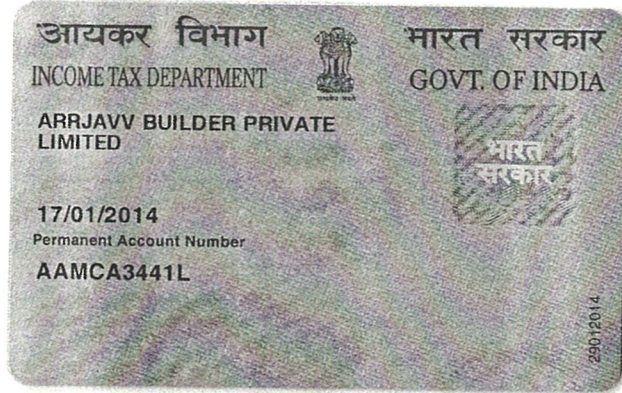 आयकर विभाग
भारत सरकार
INCOME TAX DEPARTMENT
GOVT. OF INDIA
ARRJAVV BUILDER PRIVATE
LIMITED
भारत
सरकार
17/01/2014
Permanent Account Number
AAMCA3441L
29012014